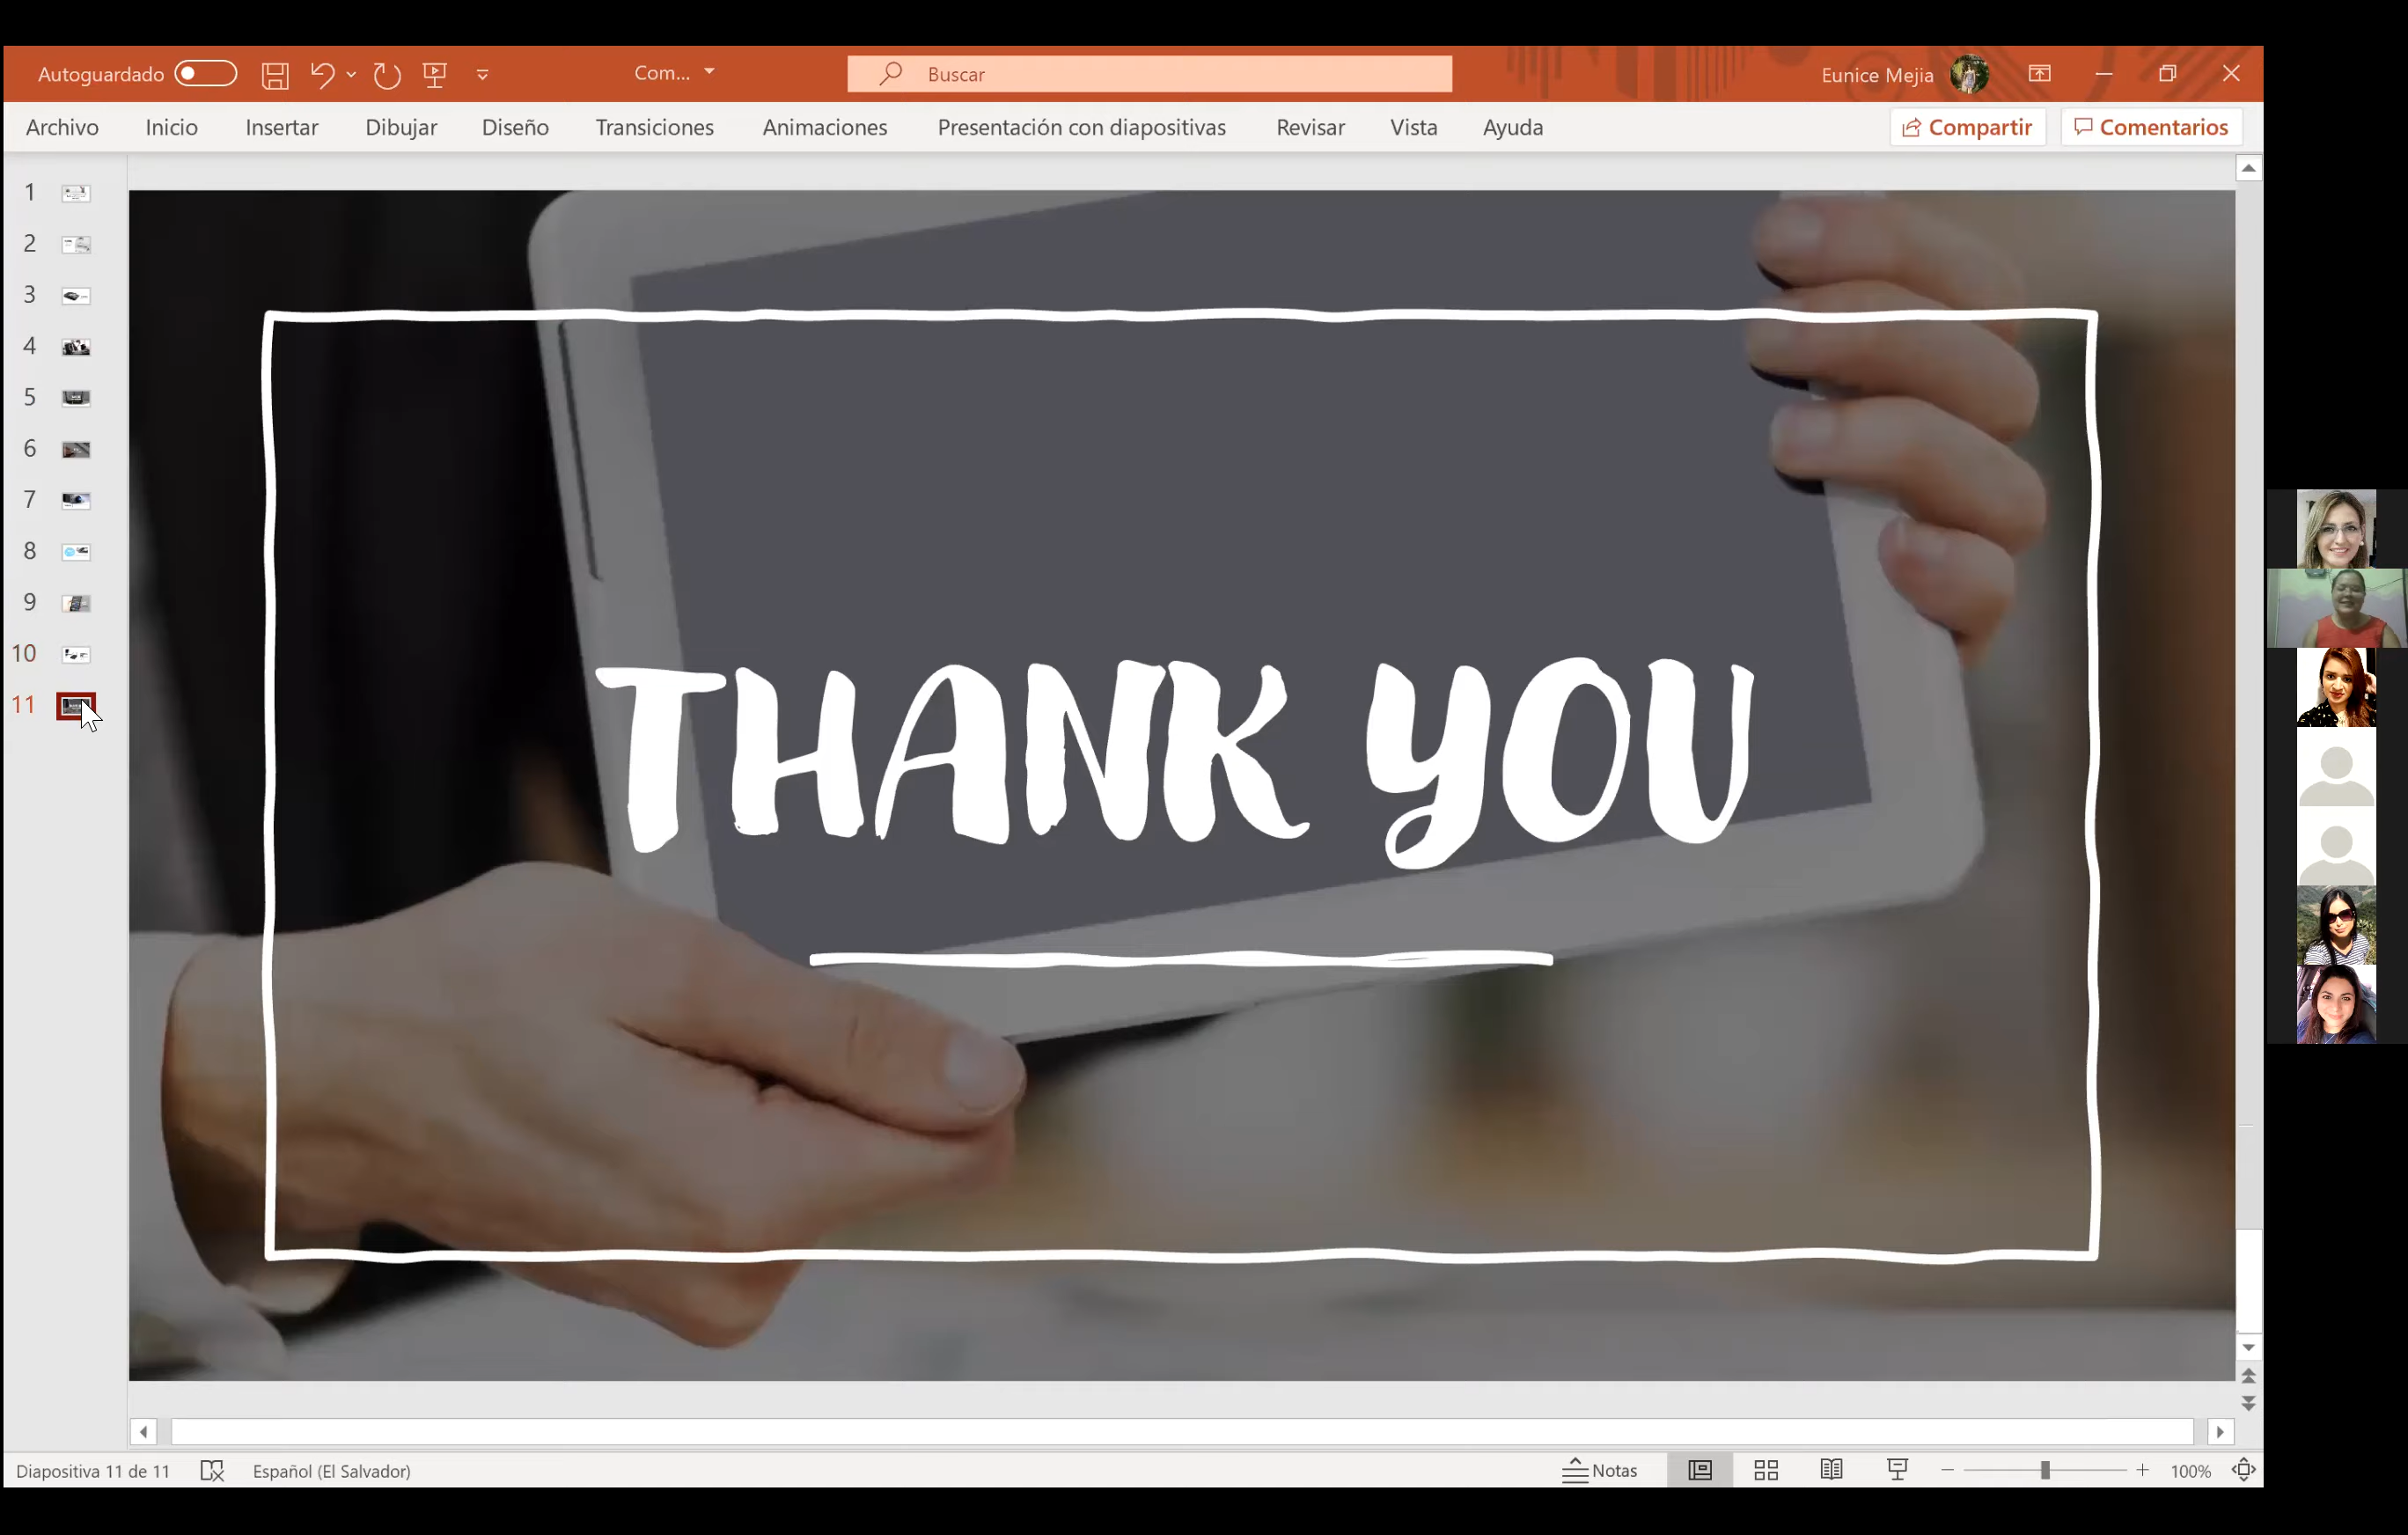 Autoguardado
Com...
Buscar
Eunice Mejia
Archivo Inicio Insertar Dibujar Diseño Transiciones Animaciones Presentación con diapositivas Revisar Vista Ayuda Compartir Comentarios
1
2
3
4
5
6
7
8
9
10
11
THANK YOU
Diapositiva 11 de 11 Español (El Salvador) Notas 100%